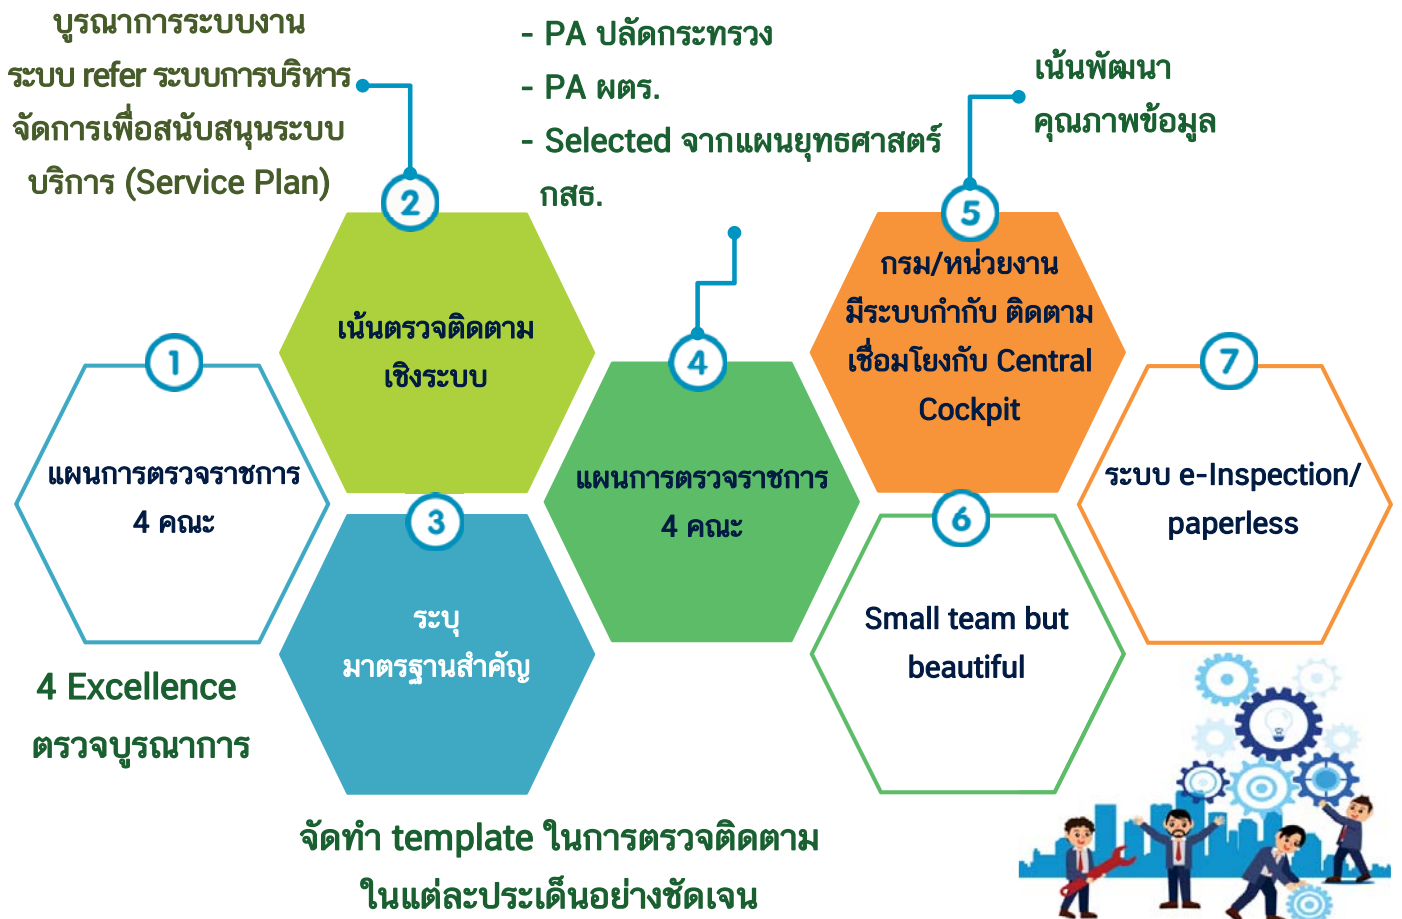 บูรณาการระบบงาน
ระบบ refer ระบบการบริหาร
จัดการเพื่อสนับสนุนระบบ
บริการ (Service Plan)
- PA ปลัดกระทรวง
- PA ผตร.
- Selected จากแผนยุทธศาสตร์
กสธ.
เน้นพัฒนา
คุณภาพข้อมูล
1
แผนการตรวจราชการ
4 คณะ
4 Excellence
ตรวจบูรณาการ
2
เน้นตรวจติดตาม
เชิงระบบ
3
ระบุ
มาตรฐานสำคัญ
จัดทำ template ในการตรวจติดตาม
ในแต่ละประเด็นอย่างชัดเจน
4
แผนการตรวจราชการ
4 คณะ
5
กรม/หน่วยงาน
มีระบบกำกับ ติดตาม
เชื่อมโยงกับ Central
Cockpit
6
Small team but
beautiful
7
ระบบ e-Inspection/
paperless